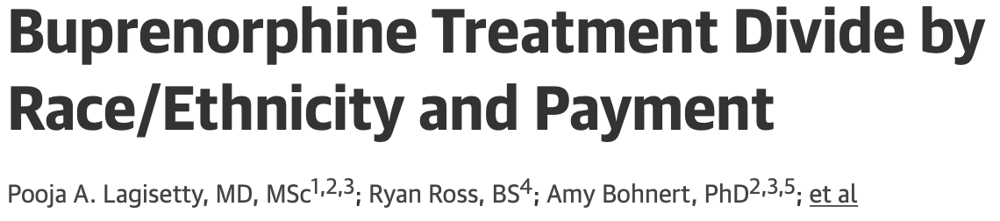 Buprenorphine Treatment Divide by
Race/Ethnicity and Payment
Pooja A. Lagisetty, MD, MSc1,2,3; Ryan Ross, BS4; Amy Bohnert, PhD2,3,5; et al